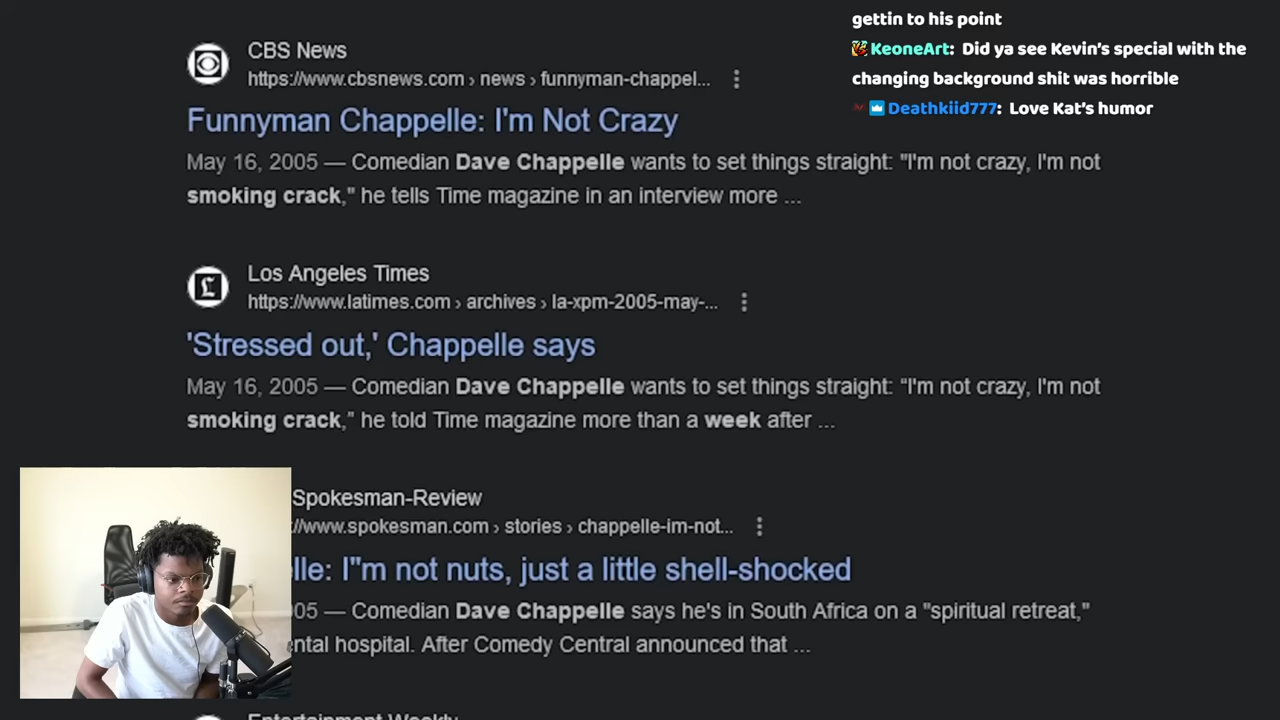 gettin to his point
KeoneArt: Did ya see Kevin's special with the
changing background shit was horrible
Deathkiid777: Love Kat's humor
CBS News
https://www.cbsnews.com › news › funnyman-chappel...
Funnyman Chappelle: I'm Not Crazy
May 16, 2005 — Comedian Dave Chappelle wants to set things straight: "I'm not crazy, I'm not
smoking crack," he tells Time magazine in an interview more ...
Los Angeles Times
https://www.latimes.com › archives › la-xpm-2005-may-...
'Stressed out,' Chappelle says
May 16, 2005 — Comedian Dave Chappelle wants to set things straight: “I'm not crazy, I'm not
smoking crack,” he told Time magazine more than a week after ...
Spokesman-Review
://www.spokesman.com › stories › chappelle-im-not...
lle: I"m not nuts, just a little shell-shocked
05 — Comedian Dave Chappelle says he's in South Africa on a "spiritual retreat,"
ntal hospital. After Comedy Central announced that ...
Entertainment Weekly